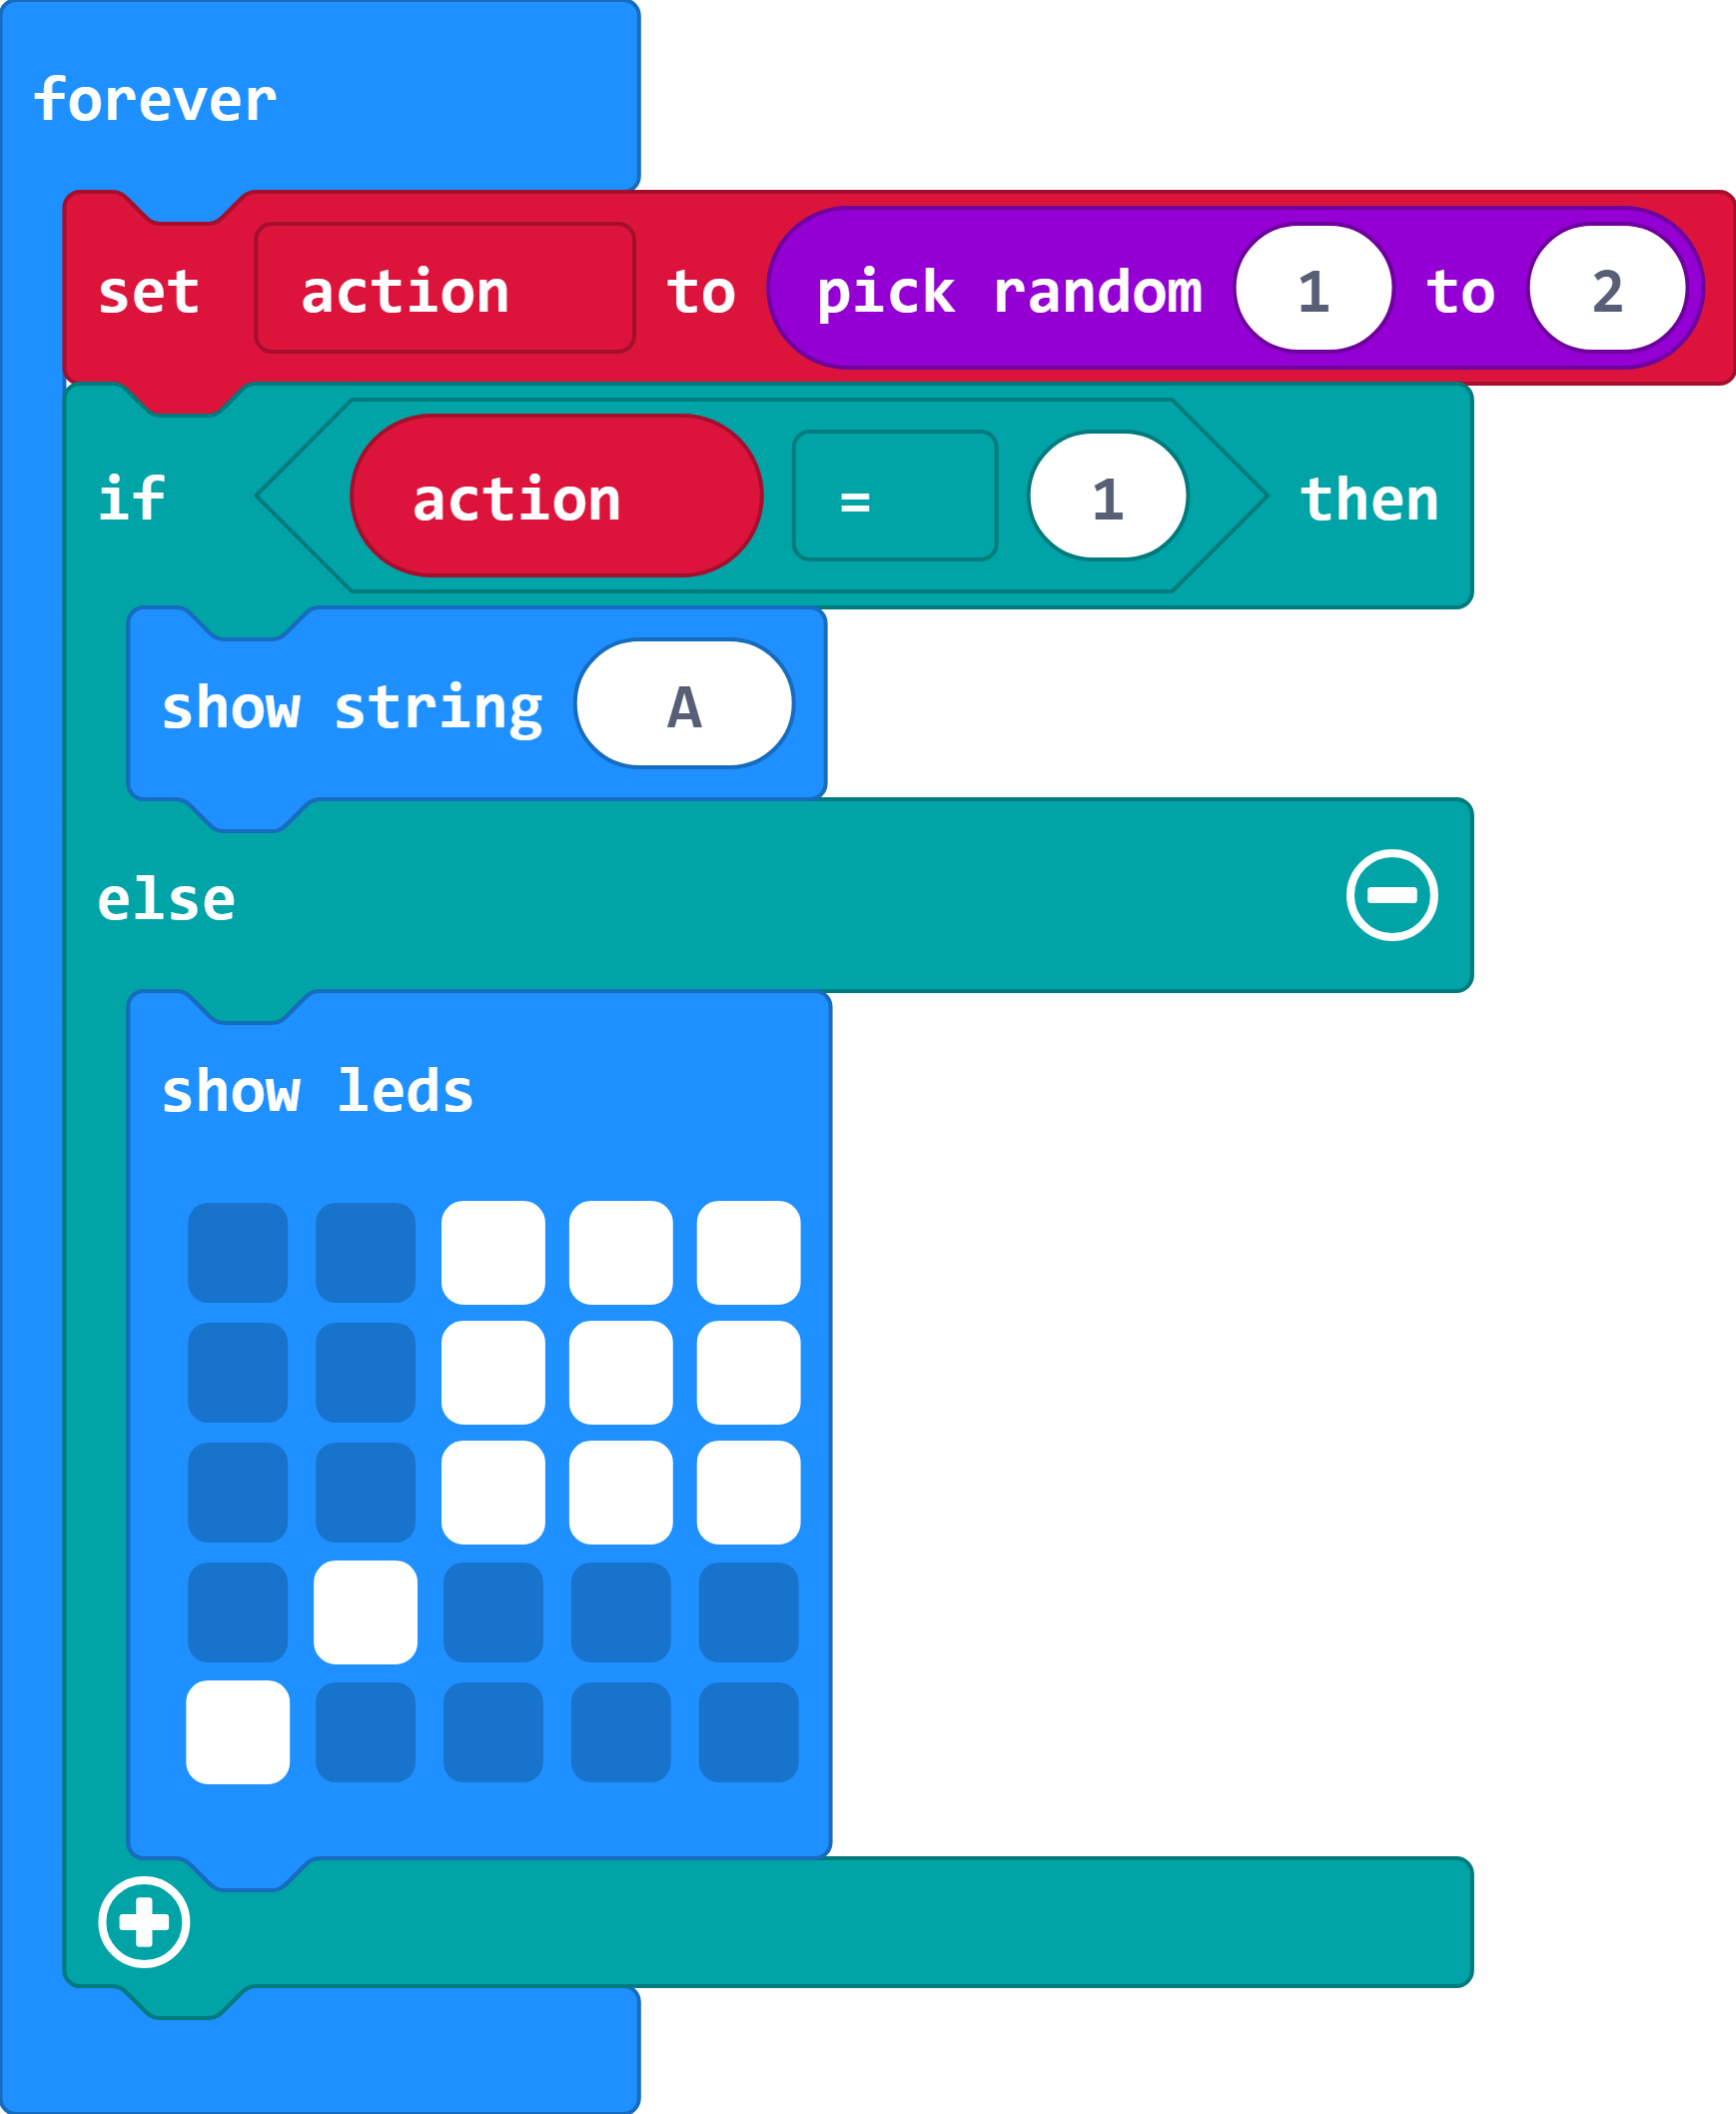 forever
set action to pick random 1 to 2
if action = 1 then
show string A
else
show leds